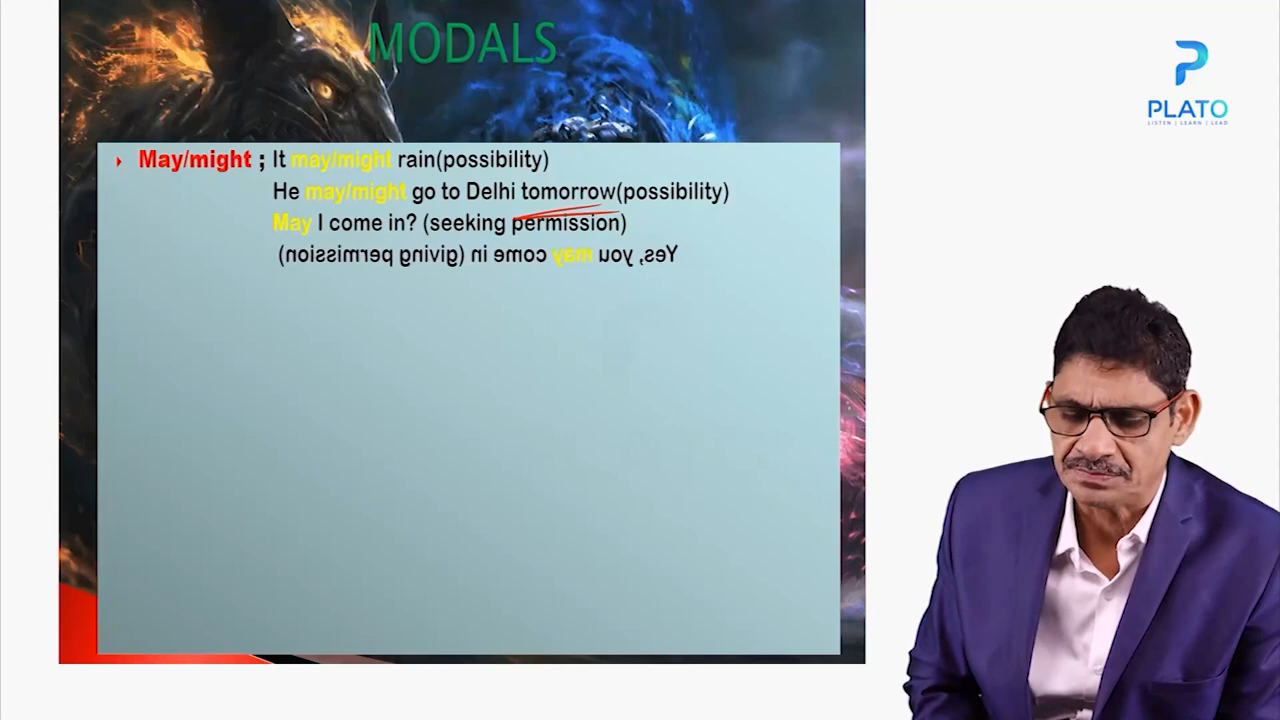 MODALS
PLATO
LISTEN | LEARN | LEAD
May/might ; It may/might rain(possibility)
He may/might go to Delhi tomorrow(possibility)
May I come in? (seeking permission)
Yes, you may come in (giving permission)